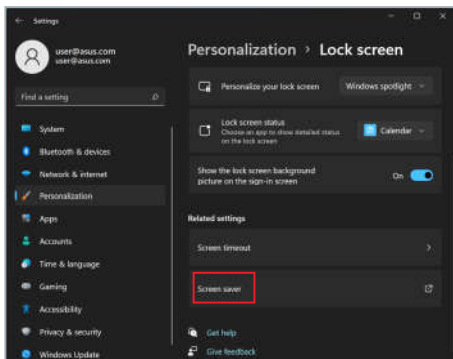 Settings
user@asus.com
user@asus.com
Find a setting
System
Bluetooth & devices
Network & internet
Personalization
Apps
Accounts
Time & language
Gaming
Accessibility
Privacy & security
Windows Update
Personalization > Lock screen
Personalize your lock screen
Windows spotlight
Lock screen status
Choose an app to show detailed status
on the lock screen
Calendar
Show the lock screen background
picture on the sign-in screen
On
Related settings
Screen timeout
Screen saver
Get help
Give feedback